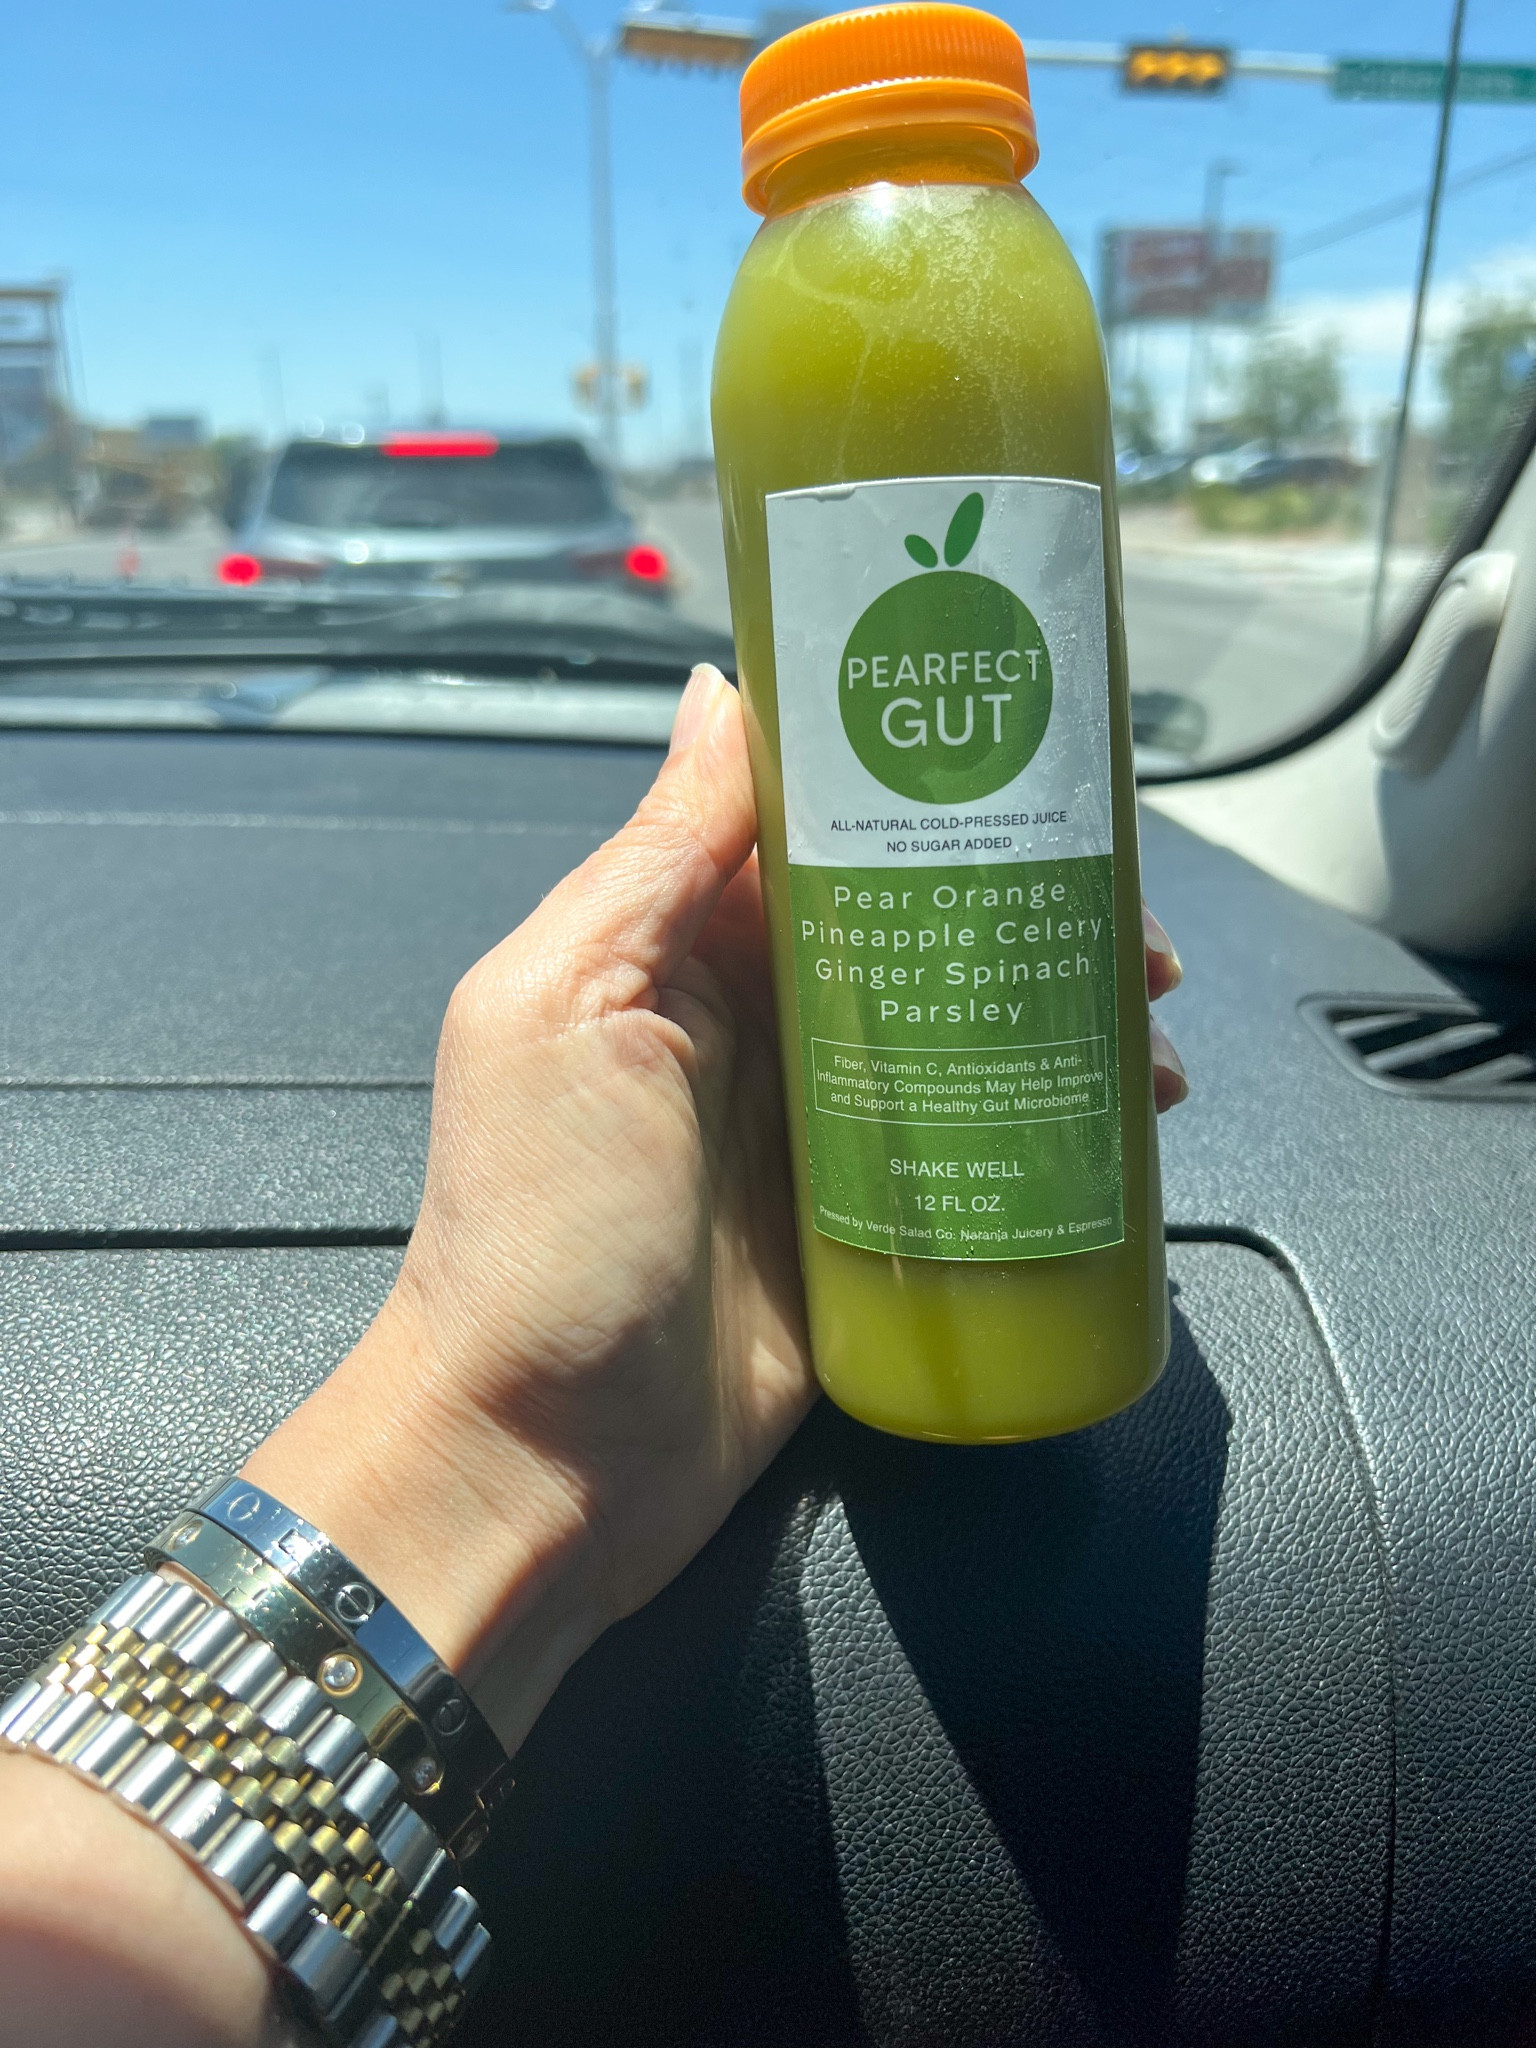 PEARFECT
GUT
ALL-NATURAL COLD-PRESSED JUICE
NO SUGAR ADDED
Pear Orange
Pineapple Celery
Ginger Spinach
Parsley
Fiber, Vitamin C, Antioxidants & Anti-
Inflammatory Compounds May Help Improve
and Support a Healthy Gut Microbiome
SHAKE WELL
12 FL OZ.
Pressed by Verde Salad Co. Naranja Juicery & Espresso